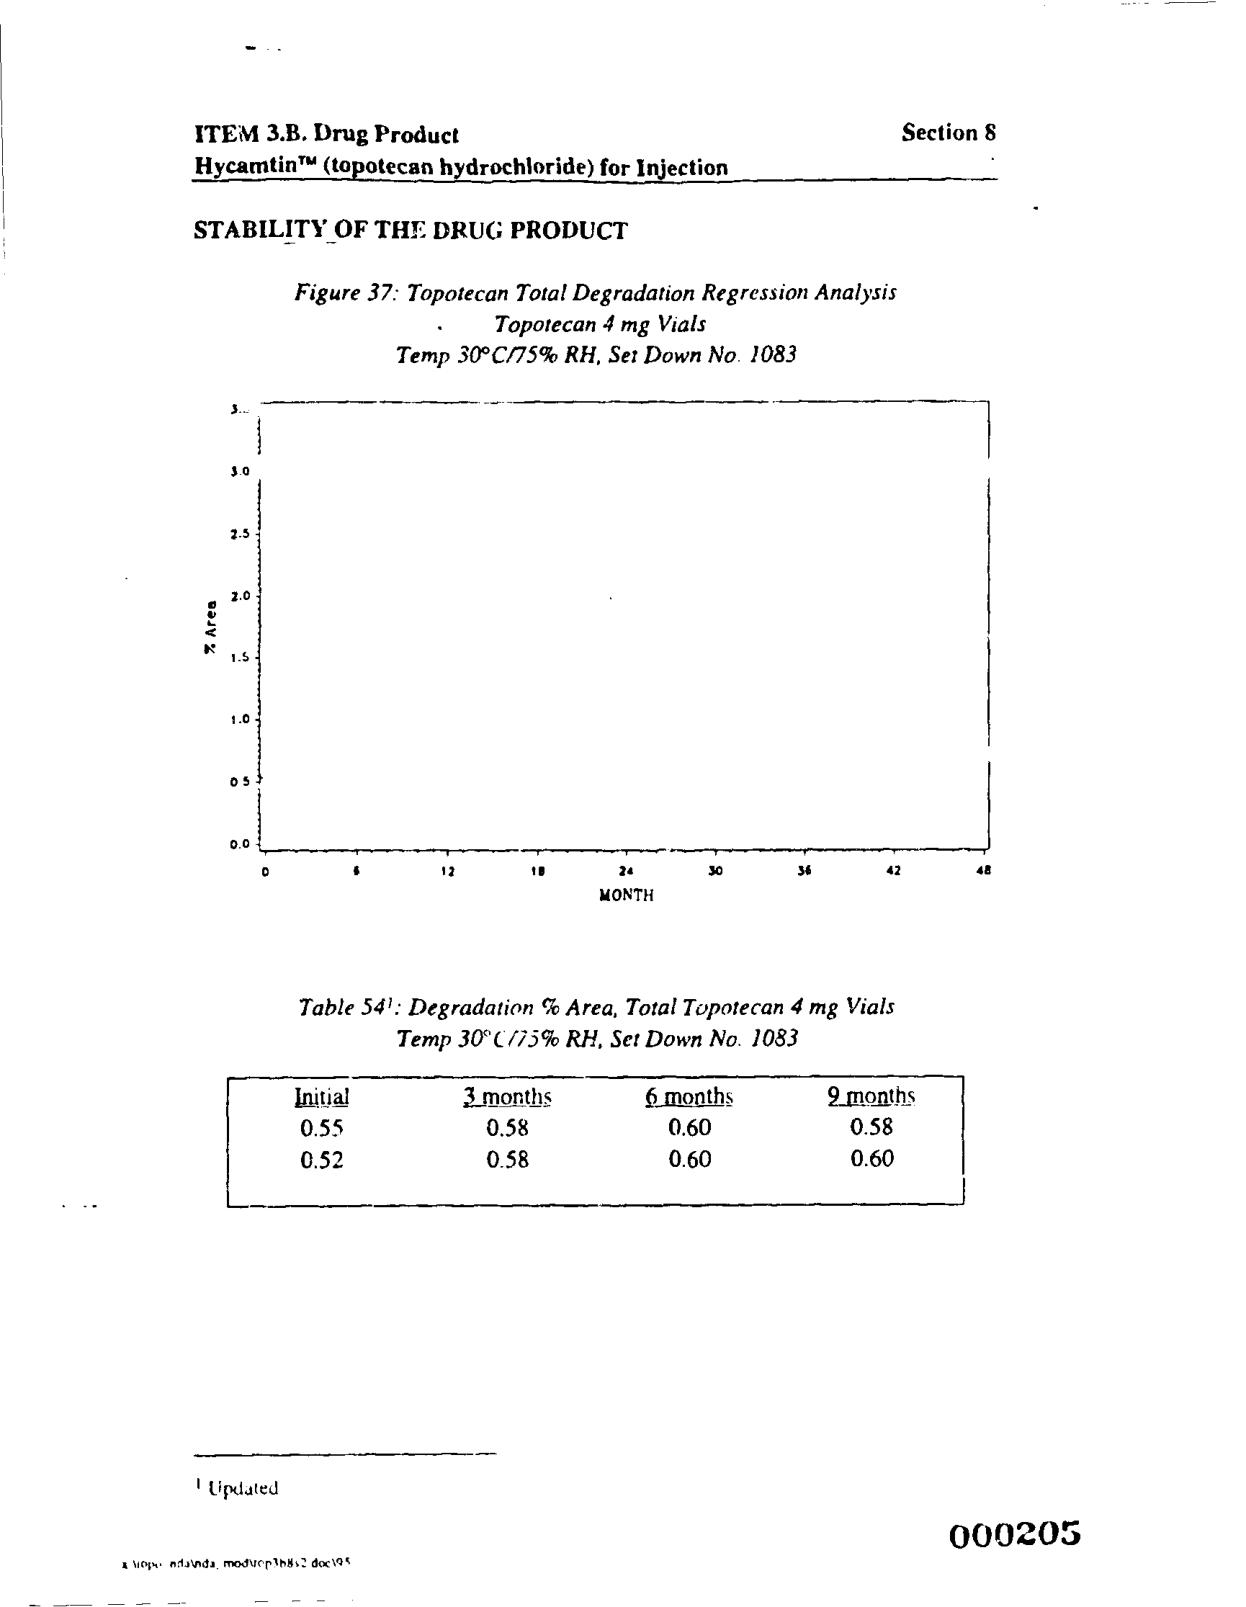 ITEM 3.B. Drug Product Section 8
Hycamtin™ (topotecan hydrochloride) for Injection
STABILITY OF THE DRUG PRODUCT
Figure 37: Topotecan Total Degradation Regression Analysis
Topotecan 4 mg Vials
Temp 30°C/75% RH, Set Down No. 1083
3.0
2.5
2.0
% Area
1.5
1.0
0 5
0.0
0 6 12 18 24 30 36 42 48
MONTH
Table 54¹: Degradation % Area, Total Topotecan 4 mg Vials
Temp 30°C/75% RH, Set Down No. 1083
Initial 3 months 6 months 9 months
0.55 0.58 0.60 0.58
0.52 0.58 0.60 0.60
¹ Updated
000205